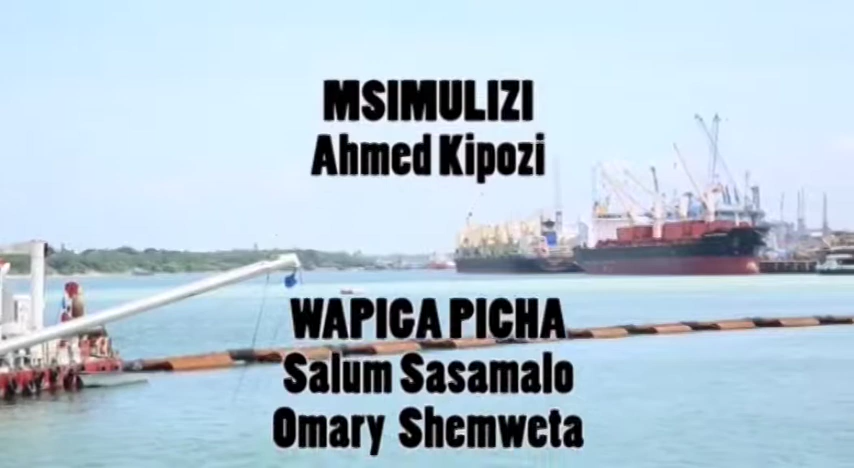 MSIMULIZI
Ahmed Kipozi
WAPIGA PICHA
Salum Sasamalo
Omary Shemweta